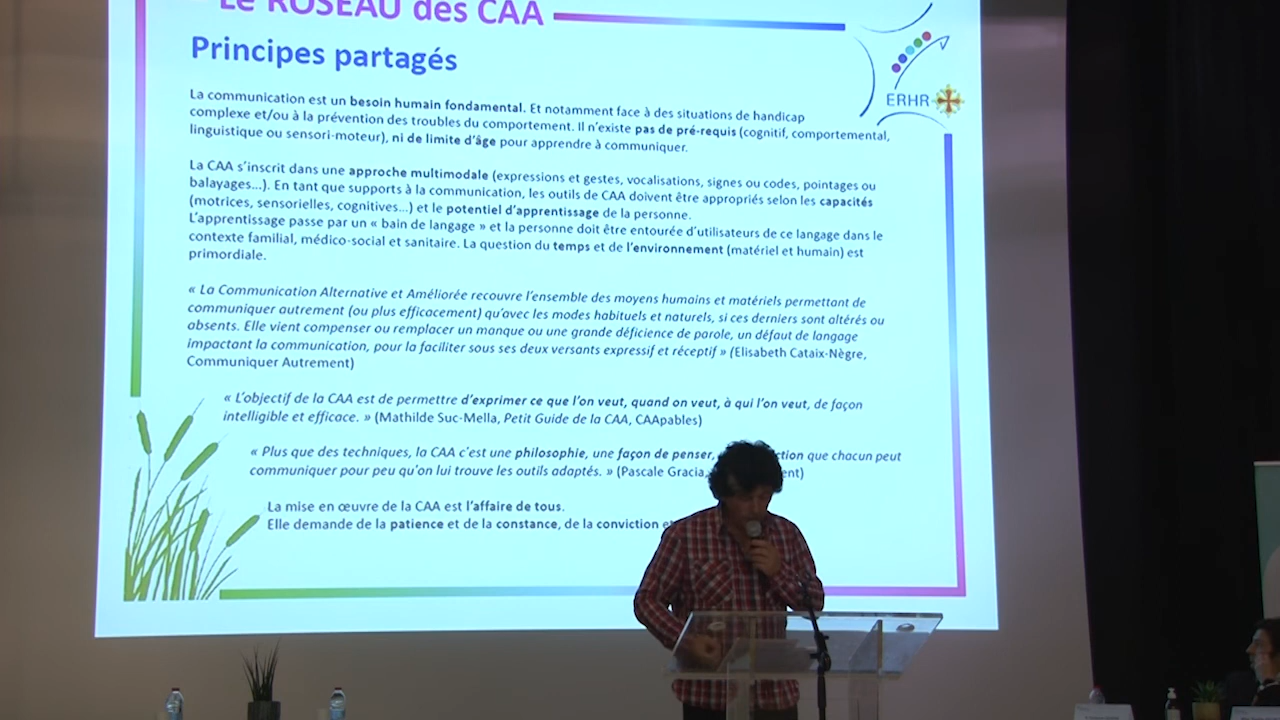 Le ROSEAU des CAA
Principes partagés
ERHR
La communication est un besoin humain fondamental. Et notamment face à des situations de handicap
complexe et/ou à la prévention des troubles du comportement. Il n'existe pas de pré-requis (cognitif, comportemental,
linguistique ou sensori-moteur), ni de limite d'âge pour apprendre à communiquer.
La CAA s'inscrit dans une approche multimodale (expressions et gestes, vocalisations, signes ou codes, pointages ou
balayages...). En tant que supports à la communication, les outils de CAA doivent être appropriés selon les capacités
(motrices, sensorielles, cognitives...) et le potentiel d'apprentissage de la personne.
L'apprentissage passe par un « bain de langage » et la personne doit être entourée d'utilisateurs de ce langage dans le
contexte familial, médico-social et sanitaire. La question du temps et de l'environnement (matériel et humain) est
primordiale.
« La Communication Alternative et Améliorée recouvre l'ensemble des moyens humains et matériels permettant de
communiquer autrement (ou plus efficacement) qu'avec les modes habituels et naturels, si ces derniers sont altérés ou
absents. Elle vient compenser ou remplacer un manque ou une grande déficience de parole, un défaut de langage
impactant la communication, pour la faciliter sous ses deux versants expressif et réceptif » (Elisabeth Cataix-Nègre,
Communiquer Autrement)
« L'objectif de la CAA est de permettre d'exprimer ce que l'on veut, quand on veut, à qui l'on veut, de façon
intelligible et efficace. » (Mathilde Suc-Mella, Petit Guide de la CAA, CAApables)
« Plus que des techniques, la CAA c'est une philosophie, une façon de penser, ction que chacun peut
communiquer pour peu qu'on lui trouve les outils adaptés. » (Pascale Gracia, ent)
La mise en œuvre de la CAA est l'affaire de tous.
Elle demande de la patience et de la constance, de la conviction et